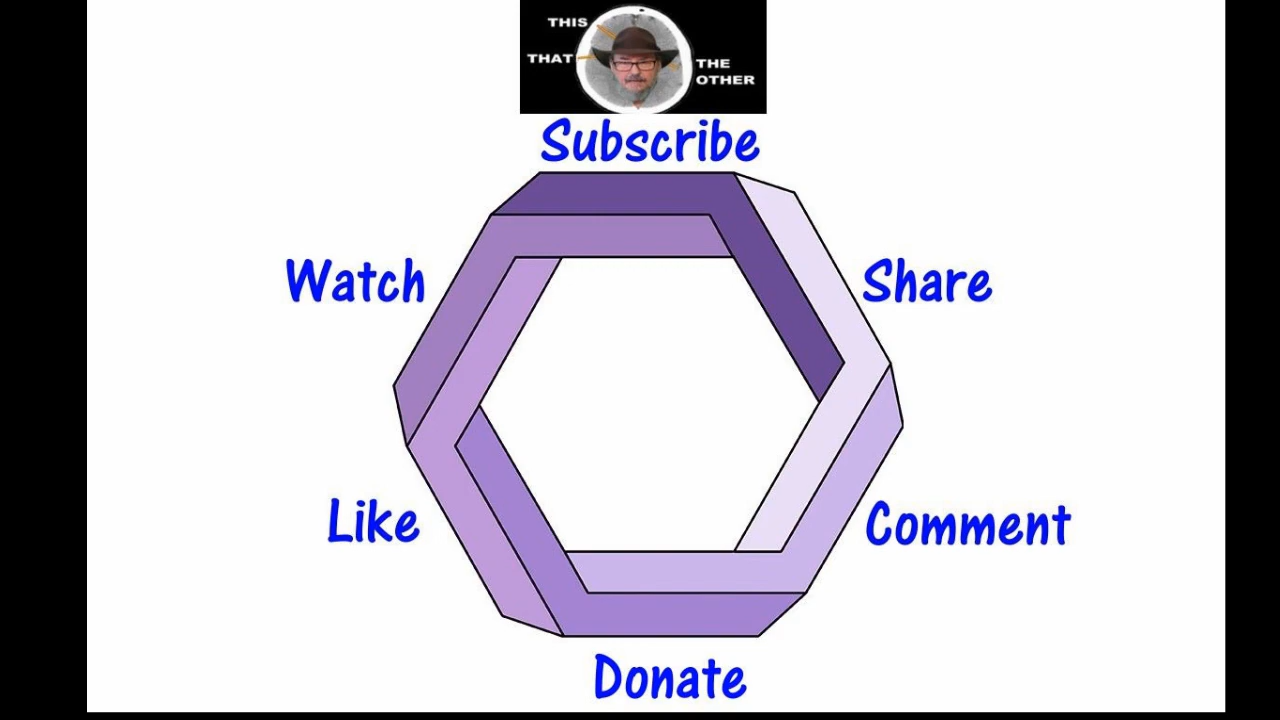 THIS
THAT
THE
OTHER
Subscribe
Watch
Share
Like
Comment
Donate